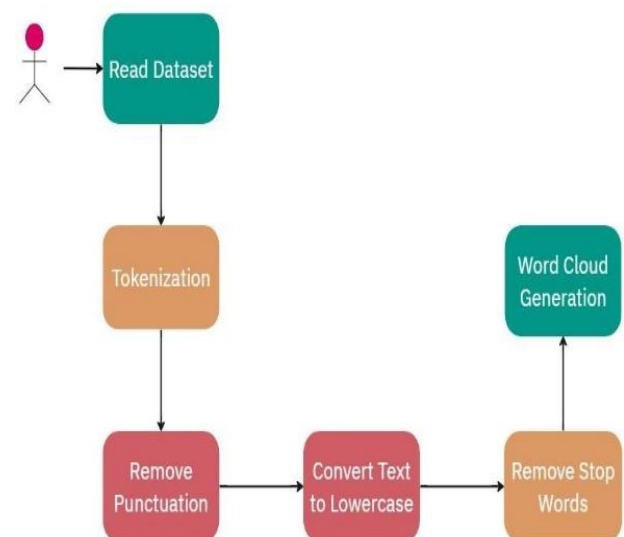 Read Dataset
Tokenization
Remove
Punctuation
Convert Text
to Lowercase
Remove Stop
Words
Word Cloud
Generation